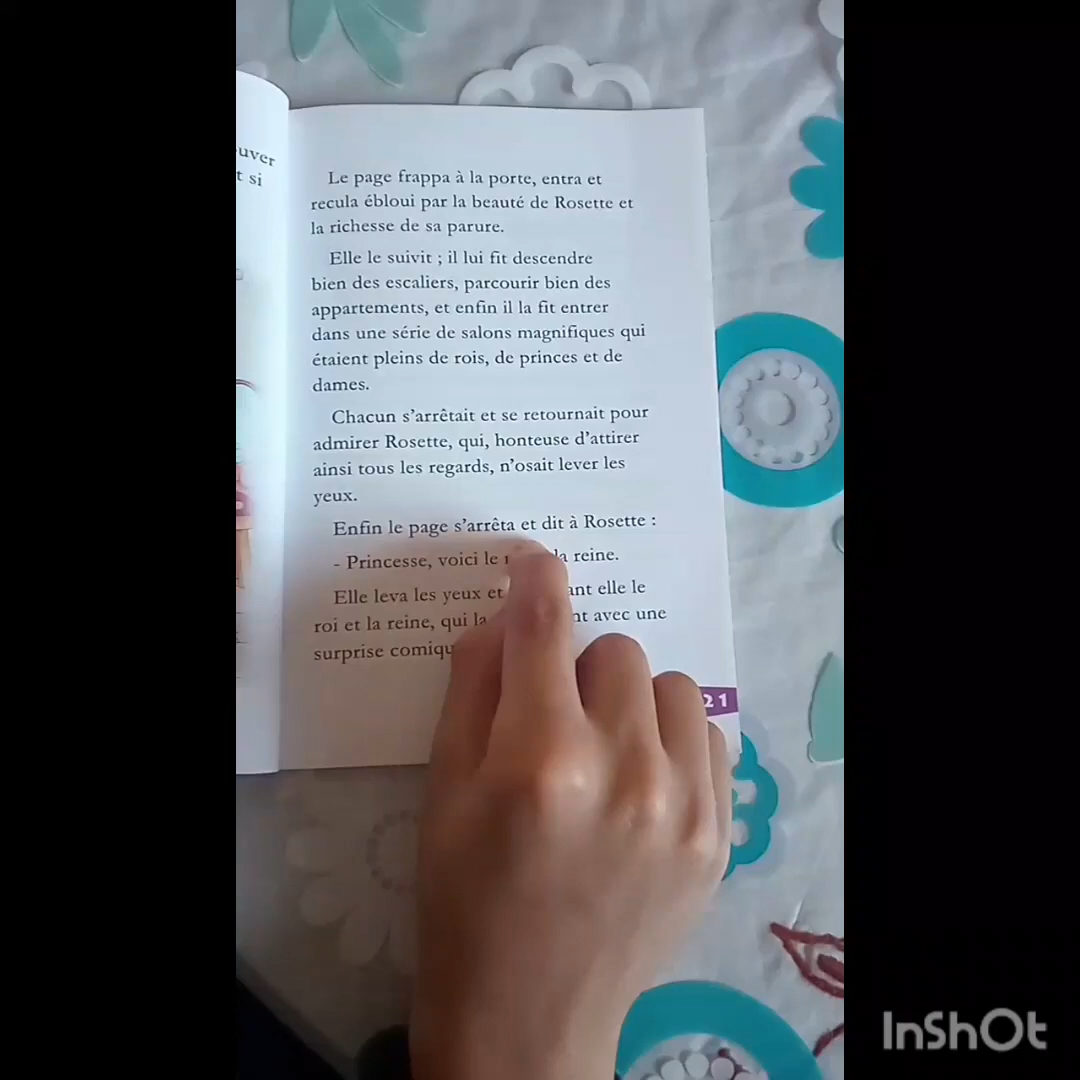 uver
t si
Le page frappa à la porte, entra et
recula ébloui par la beauté de Rosette et
la richesse de sa parure.
Elle le suivit ; il lui fit descendre
bien des escaliers, parcourir bien des
appartements, et enfin il la fit entrer
dans une série de salons magnifiques qui
étaient pleins de rois, de princes et de
dames.
Chacun s'arrêtait et se retournait pour
admirer Rosette, qui, honteuse d'attirer
ainsi tous les regards, n'osait lever les
yeux.
Enfin le page s'arrêta et dit à Rosette :
- Princesse, voici le la reine.
Elle leva les yeux et ant elle le
roi et la reine, qui la nt avec une
surprise comiqu
21
InShOt